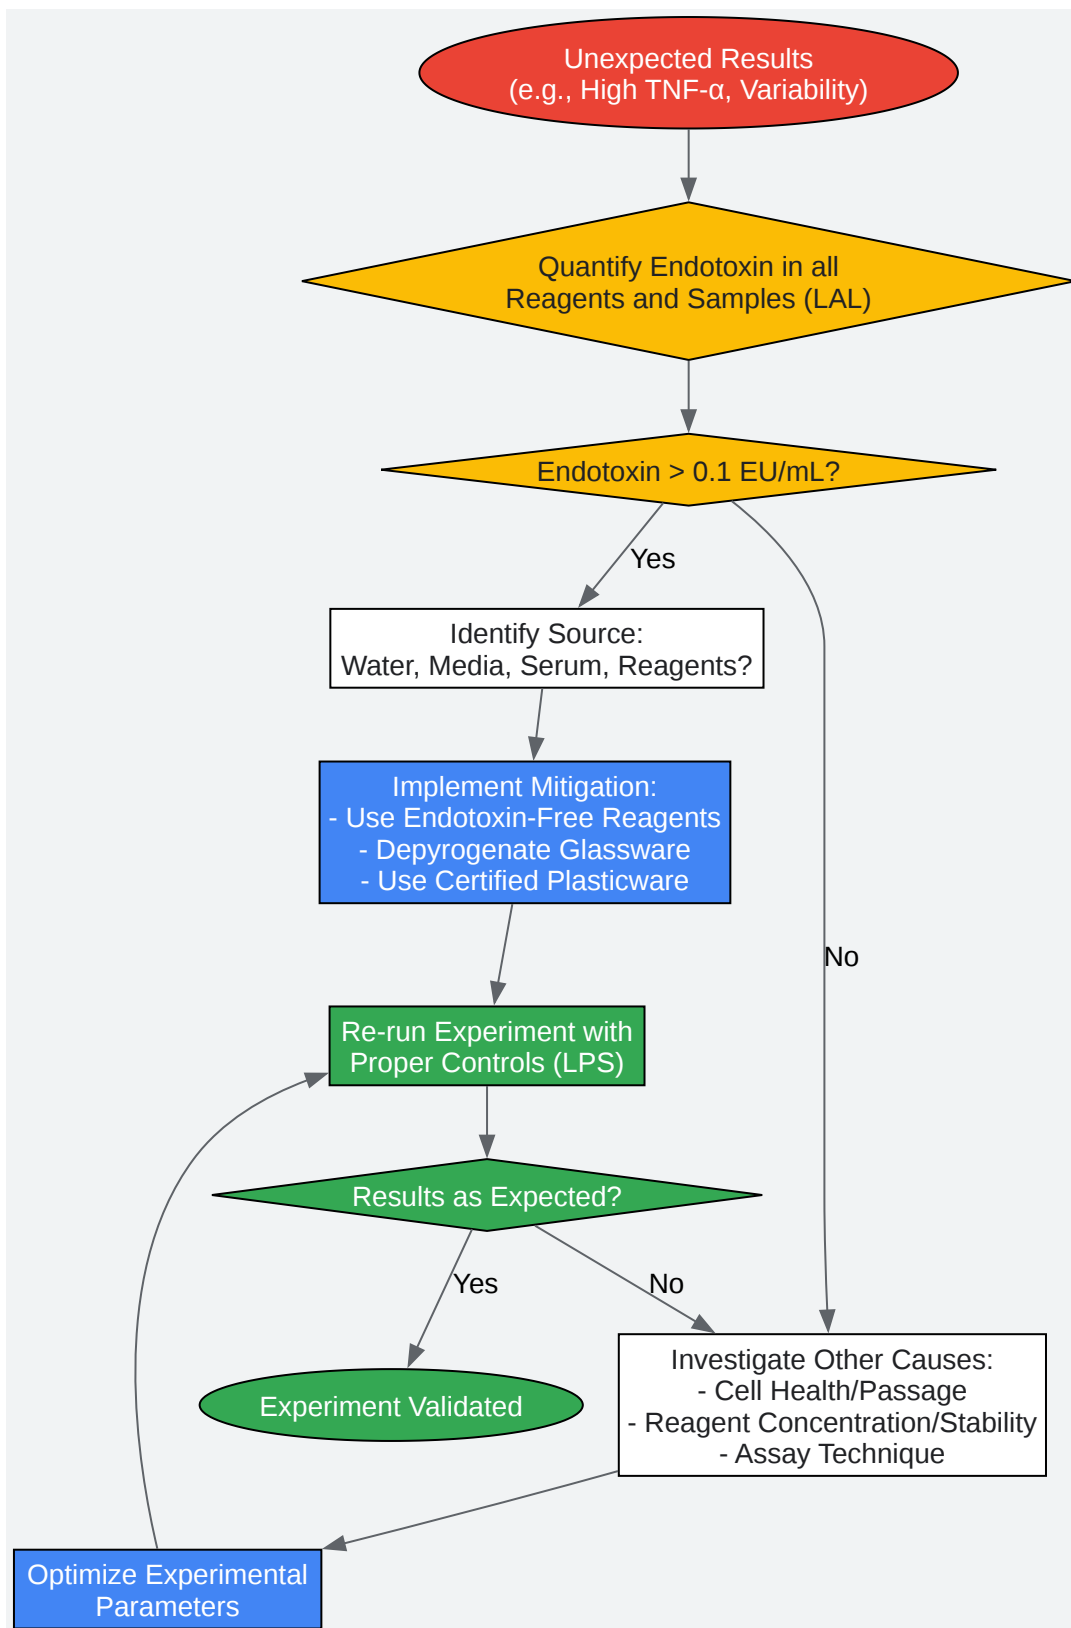 Unexpected Results
(e.g., High TNF-α, Variability)
Quantify Endotoxin in all
Reagents and Samples (LAL)
Endotoxin > 0.1 EU/mL?
Yes
Identify Source:
Water, Media, Serum, Reagents?
Implement Mitigation:
- Use Endotoxin-Free Reagents
- Depyrogenate Glassware
- Use Certified Plasticware
No
Re-run Experiment with
Proper Controls (LPS)
Results as Expected?
Yes
No
Experiment Validated
Investigate Other Causes:
- Cell Health/Passage
- Reagent Concentration/Stability
- Assay Technique
Optimize Experimental
Parameters